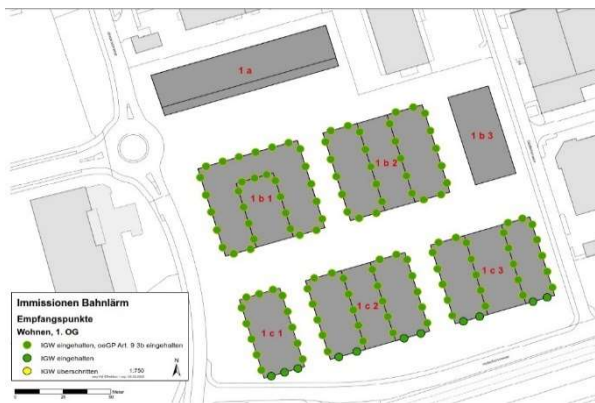 1 a
1 b 3
1 b 2
1 b 1
1 c 3
1 c 2
1 c 1
Immissionen Bahnlärm
Empfangspunkte
Wohnen, 1. OG
IGW eingehalten, ooGP Art. 9 3b eingehalten
IGW eingehalten
IGW überschritten
1:750
N
Meter